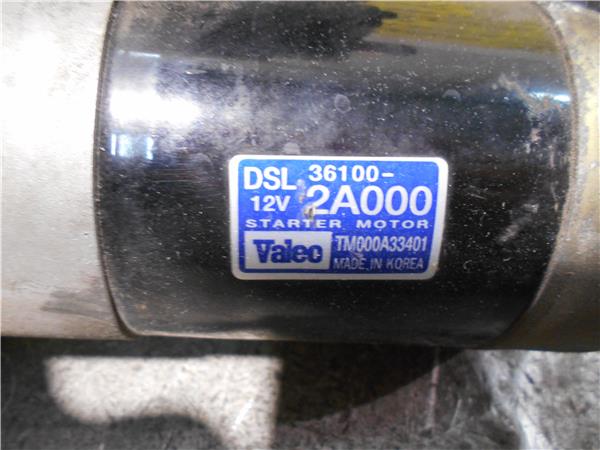 DSL 36100-
12V 2A000
STARTER MOTOR
Valeo TM000A33401
MADE IN KOREA